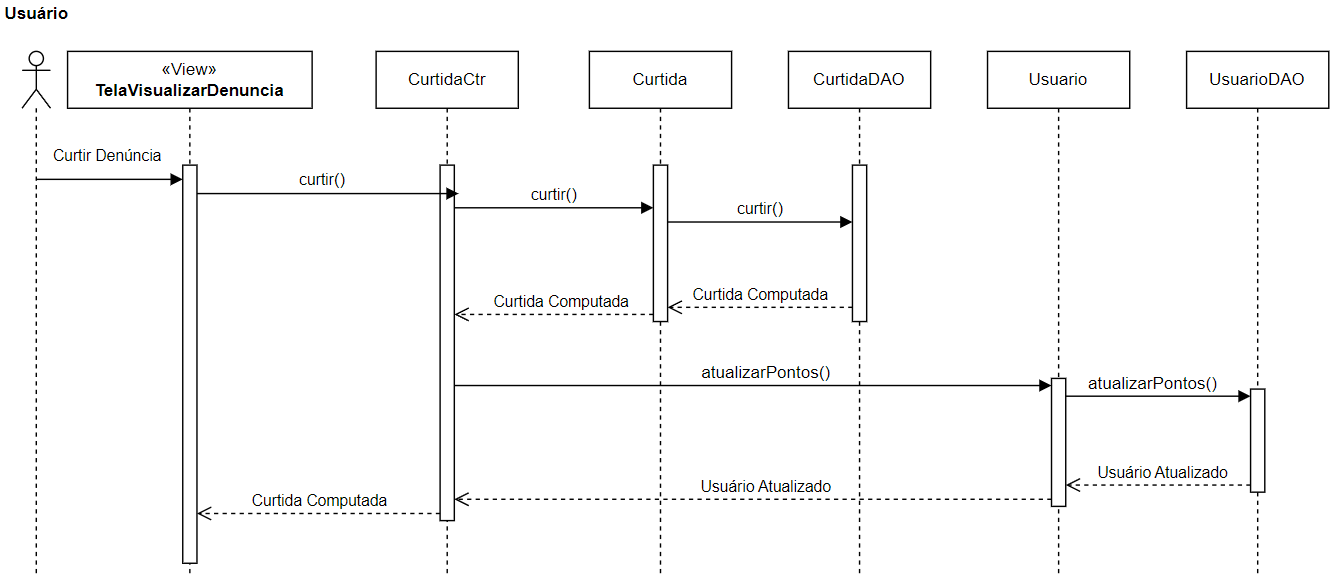 Usuário
«View»
TelaVisualizarDenuncia
CurtidaCtr
Curtida
CurtidaDAO
Usuario
UsuarioDAO
Curtir Denúncia
curtir()
curtir()
curtir()
Curtida Computada
Curtida Computada
atualizarPontos()
atualizarPontos()
Usuário Atualizado
Usuário Atualizado
Curtida Computada